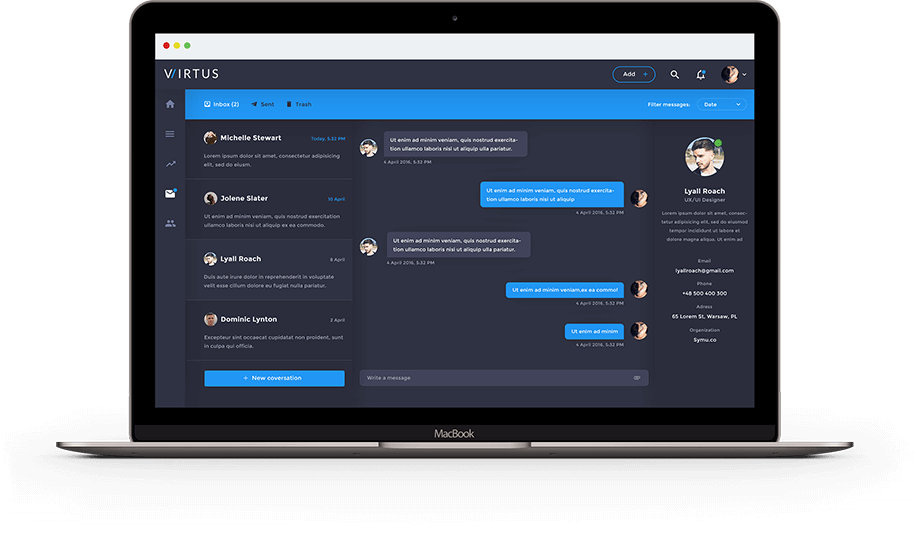 VIRTUS
Add +
Inbox (2)
Sent
Trash
Filter messages:
Date
Michelle Stewart
Today, 5:32 PM
Lorem ipsum dolor sit amet, consectetur adipisicing
elit, sed do eiusm.
Jolene Slater
10 April
Ut enim ad minim veniam, quis nostrud exercitation
ullamco laboris nisi ut aliquip ex ea commodo.
Lyall Roach
6 April
Duis aute irure dolor in reprehenderit in voluptate
velit esse cillum dolore eu fugiat nulla pariatur.
Dominic Lynton
2 April
Excepteur sint occaecat cupidatat non proident, sunt
in culpa qui officia.
+ New coversation
Ut enim ad minim veniam, quis nostrud exercita-
tion ullamco laboris nisi ut aliquip ulla pariatur.
4 April 2016, 5:32 PM
Ut enim ad minim veniam, quis nostrud exercita-
tion ullamco laboris nisi ut aliquip
4 April 2016, 5:32 PM
Ut enim ad minim veniam, quis nostrud exercita-
tion ullamco laboris nisi ut aliquip ulla pariatur.
4 April 2016, 5:32 PM
Ut enim ad minim veniam,ex ea commo!
4 April 2016, 5:32 PM
Ut enim ad minim
4 April 2016, 5:32 PM
Write a message
Lyall Roach
UX/UI Designer
Lorem ipsum dolor sit amet, consec-
tetur adipisicing elit, sed do eiusmod
tempor incididunt ut labore et
dolore magna aliqua. Ut enim ad
Email
lyallroach@gmail.com
Phone
+48 500 400 300
Adress
65 Lorem St, Warsaw, PL
Organization
Symu.co
MacBook